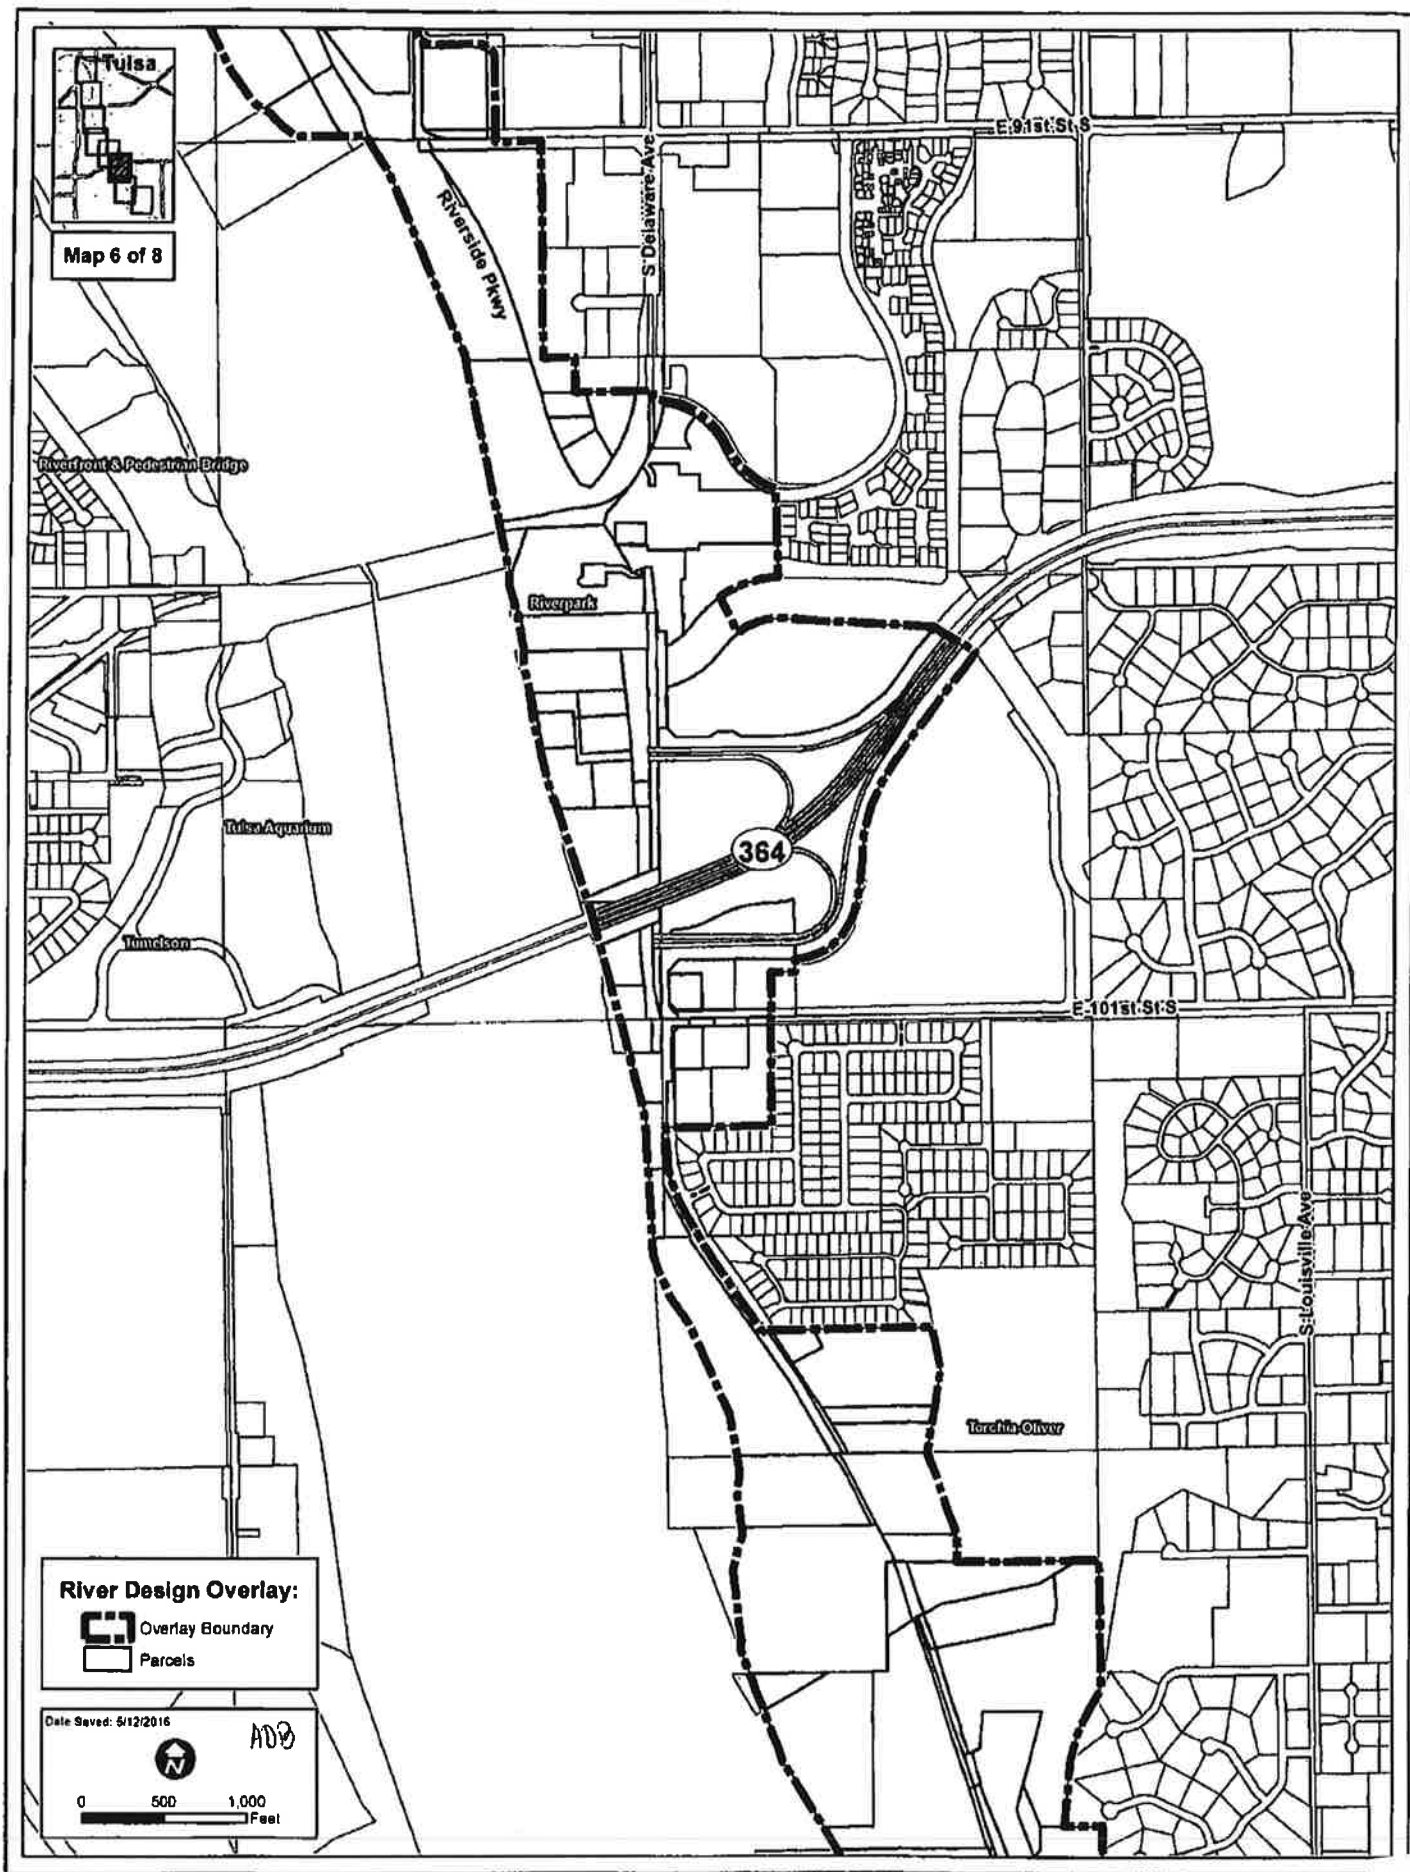 Tulsa
Map 6 of 8
E 91st St S
S Delaware Ave
Riverside Pkwy
Riverfront & Pedestrian Bridge
Riverpark
Tulsa Aquarium
364
Tumelson
E 101st St S
S Louisville Ave
Torchia-Oliver
River Design Overlay:
Overlay Boundary
Parcels
Date Saved: 5/12/2016
ADB
N
0 500 1,000
Feet